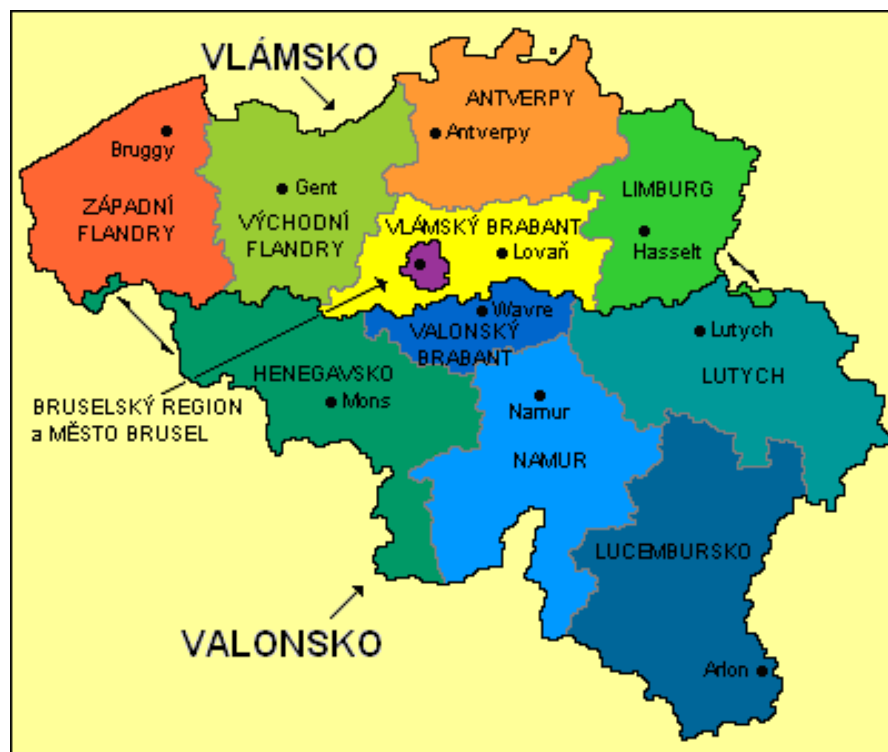 VLÁMSKO
ANTVERPY
Antverpy
Bruggy
Gent
LIMBURG
ZÁPADNÍ
FLANDRY
VÝCHODNÍ
FLANDRY
VLÁMSKÝ BRABANT
Lovaň
Hasselt
Wavre
VALONSKÝ
BRABANT
Lutych
LUTYCH
HENEGAVSKO
Mons
BRUSELSKÝ REGION
a MĚSTO BRUSEL
Namur
NAMUR
LUCEMBURSKO
VALONSKO
Arlon